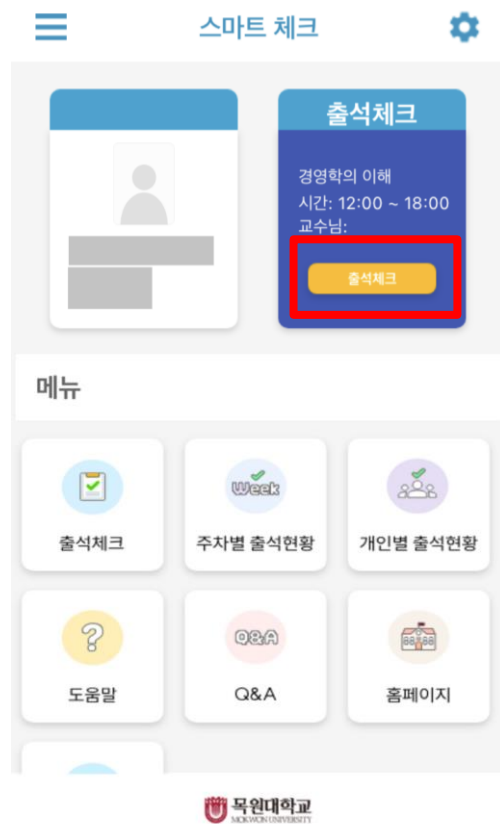 스마트 체크
출석체크
경영학의 이해
시간: 12:00 ~ 18:00
교수님:
출석체크
메뉴
Week
출석체크
주차별 출석현황
개인별 출석현황
?
Q&A
도움말
Q&A
홈페이지
목원대학교
MOKWON UNIVERSITY